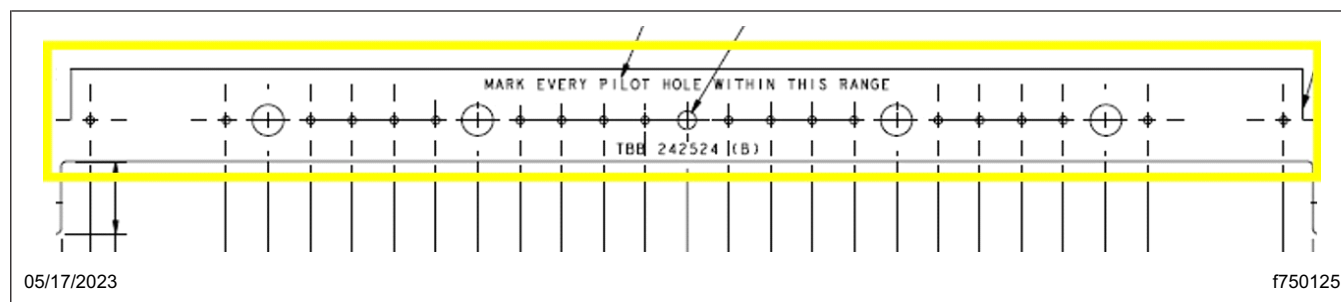 MARK EVERY PILOT HOLE WITHIN THIS RANGE
TBB 242524 (B)
05/17/2023
f750125